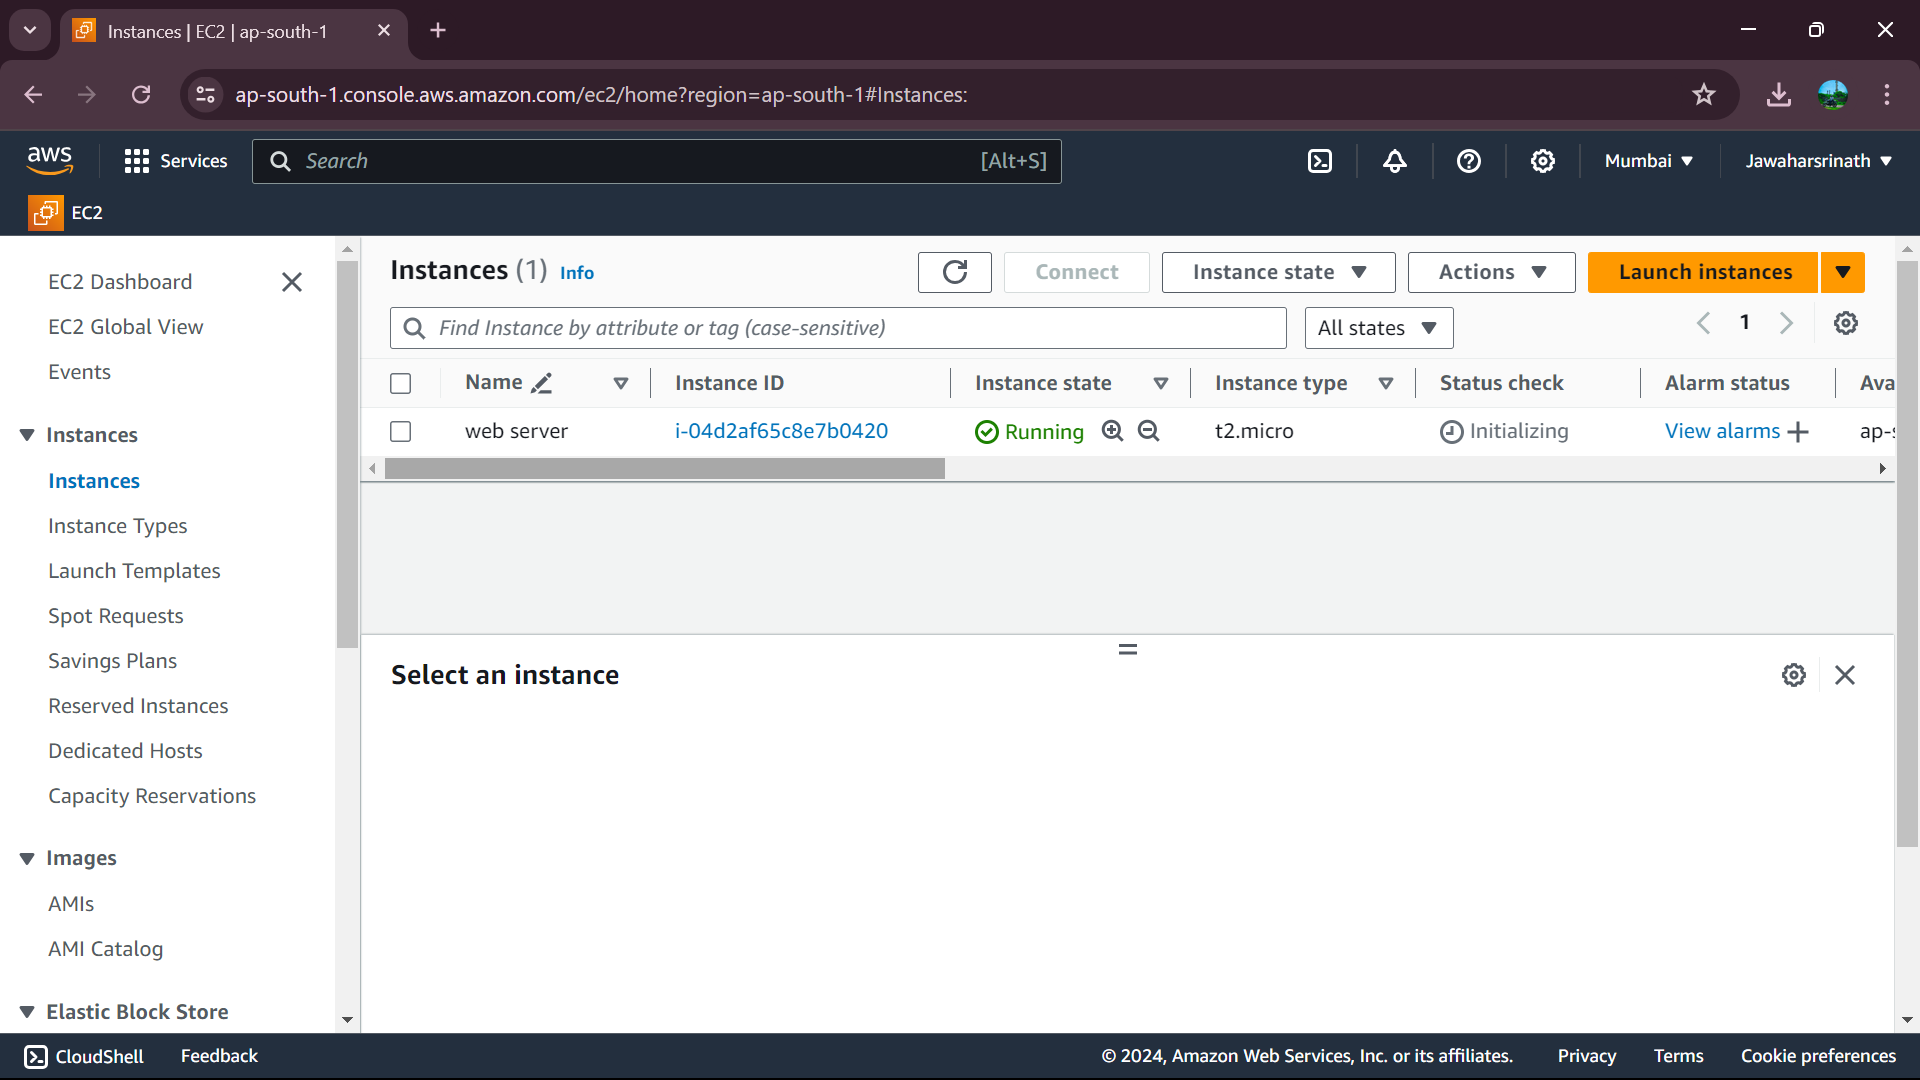 Instances | EC2 | ap-south-1
ap-south-1.console.aws.amazon.com/ec2/home?region=ap-south-1#Instances:
aws
Services
Search
[Alt+S]
Mumbai
Jawaharsrinath
EC2
EC2 Dashboard
EC2 Global View
Events
Instances
Instances
Instance Types
Launch Templates
Spot Requests
Savings Plans
Reserved Instances
Dedicated Hosts
Capacity Reservations
Images
AMIs
AMI Catalog
Elastic Block Store
Instances (1) Info
Connect
Instance state
Actions
Launch instances
Find Instance by attribute or tag (case-sensitive)
All states
1
Name
Instance ID
Instance state
Instance type
Status check
Alarm status
Ava
web server
i-04d2af65c8e7b0420
Running
t2.micro
Initializing
View alarms
ap-s
Select an instance
CloudShell
Feedback
© 2024, Amazon Web Services, Inc. or its affiliates.
Privacy
Terms
Cookie preferences